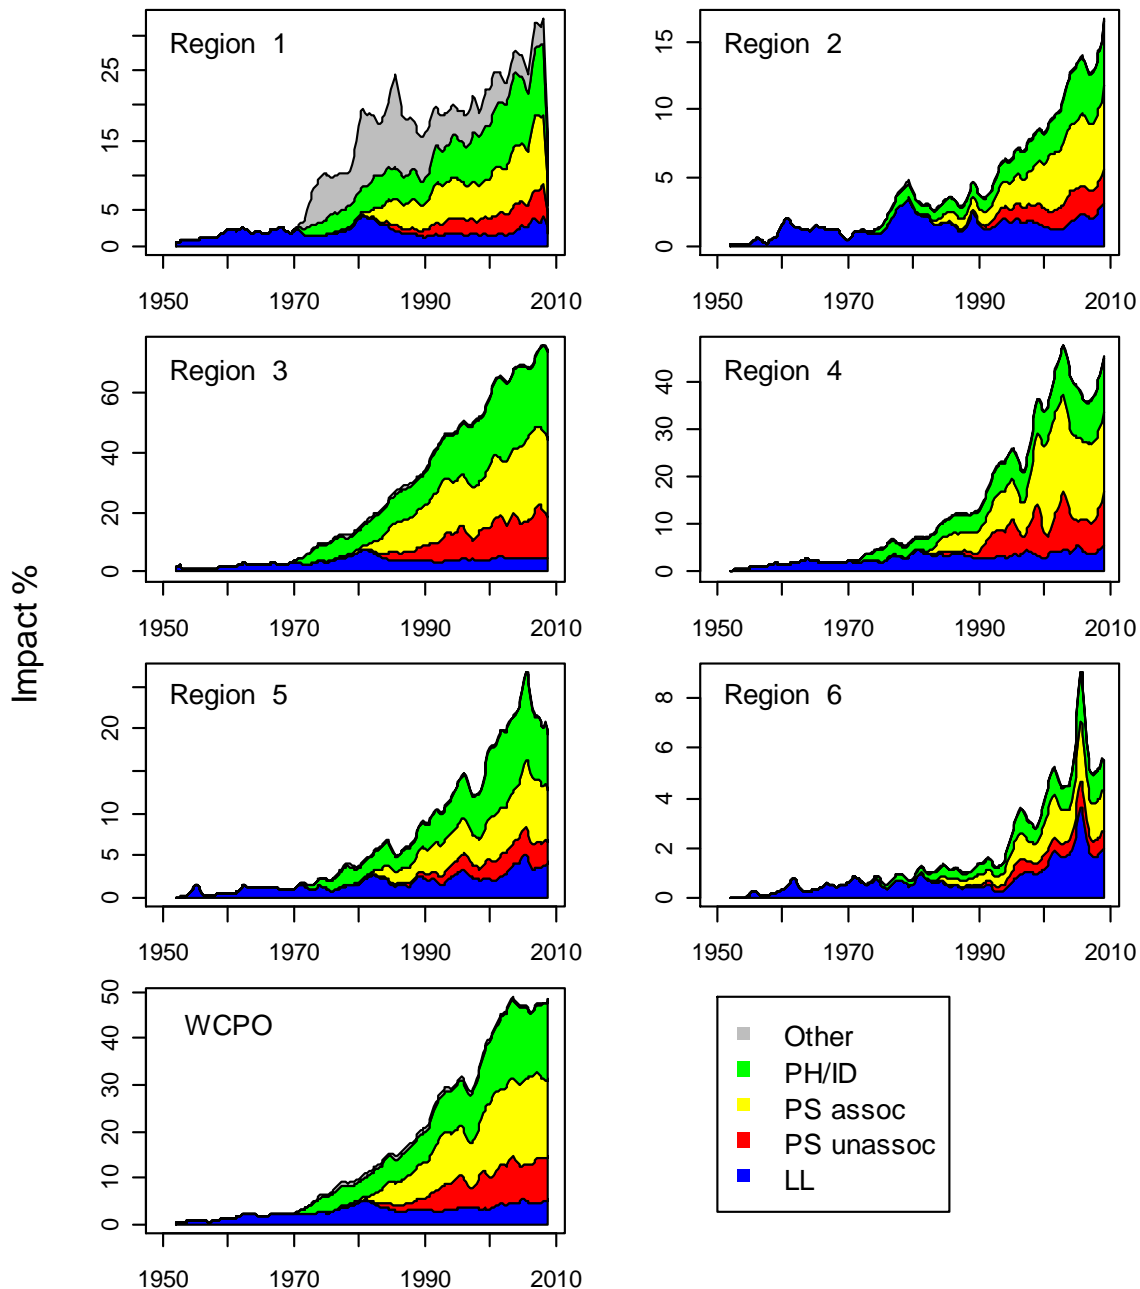 Impact %
Region 1
25
15
5
0
1950 1970 1990 2010
Region 2
15
10
5
0
1950 1970 1990 2010
Region 3
60
40
20
0
1950 1970 1990 2010
Region 4
40
30
20
10
0
1950 1970 1990 2010
Region 5
20
10
5
0
1950 1970 1990 2010
Region 6
8
6
4
2
0
1950 1970 1990 2010
WCPO
50
40
30
20
10
0
1950 1970 1990 2010
Other
PH/ID
PS assoc
PS unassoc
LL